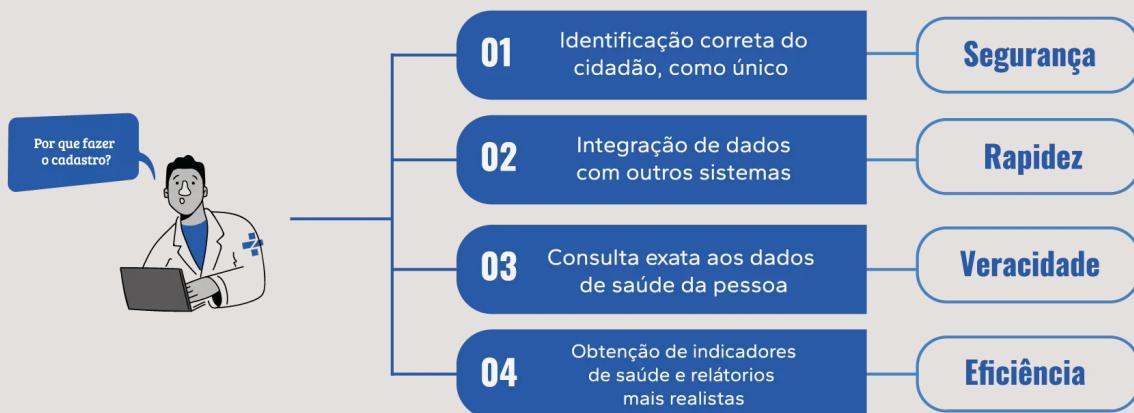 Por que fazer
o cadastro?
01
Identificação correta do
cidadão, como único
Segurança
02
Integração de dados
com outros sistemas
Rapidez
03
Consulta exata aos dados
de saúde da pessoa
Veracidade
04
Obtenção de indicadores
de saúde e relátorios
mais realistas
Eficiência